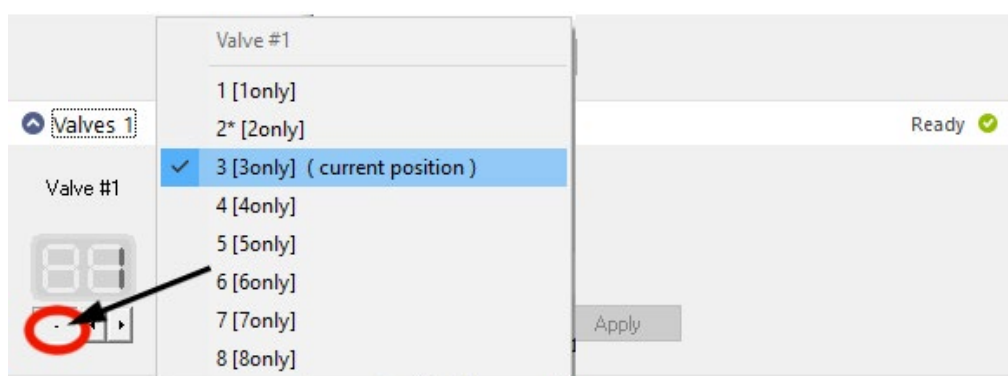 Valve #1
1 [1only]
Valves 1
2* [2only]
Ready
3 [3only] ( current position )
Valve #1
4 [4only]
5 [5only]
1
6 [6only]
7 [7only]
Apply
8 [8only]